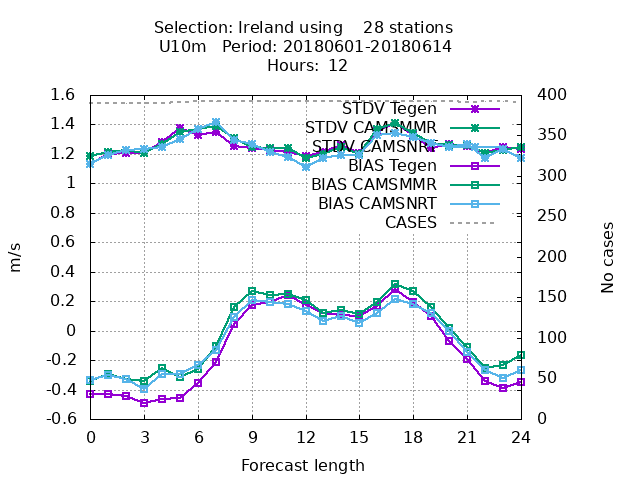 Selection: Ireland using    28 stations
U10m   Period: 20180601-20180614
Hours: 12
1.6
1.4
1.2
1
0.8
0.6
0.4
0.2
0
-0.2
-0.4
-0.6
m/s
STDV Tegen
STDV CAMSMMR
STDV CAMSNRT
BIAS Tegen
BIAS CAMSMMR
BIAS CAMSNRT
CASES
400
350
300
250
200
150
100
50
0
No cases
0 3 6 9 12 15 18 21 24
Forecast length